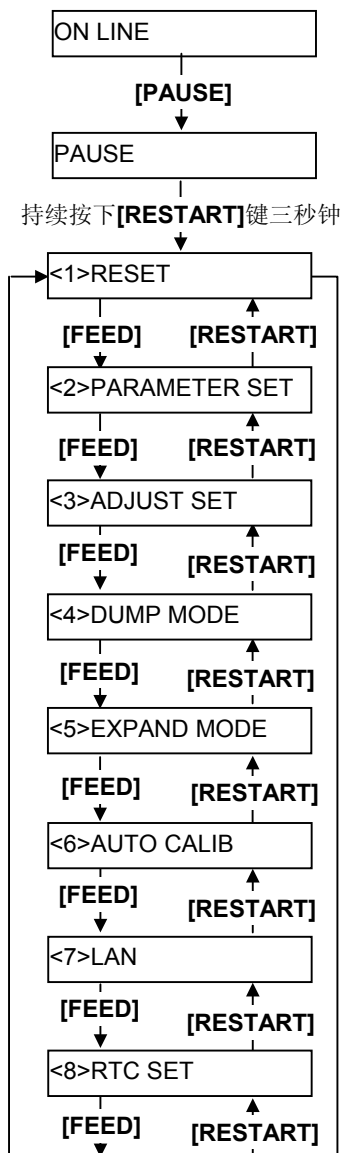 ON LINE
[PAUSE]
PAUSE
持续按下[RESTART]键三秒钟
<1>RESET
[FEED] [RESTART]
<2>PARAMETER SET
[FEED] [RESTART]
<3>ADJUST SET
[FEED] [RESTART]
<4>DUMP MODE
[FEED] [RESTART]
<5>EXPAND MODE
[FEED] [RESTART]
<6>AUTO CALIB
[FEED] [RESTART]
<7>LAN
[FEED] [RESTART]
<8>RTC SET
[FEED] [RESTART]